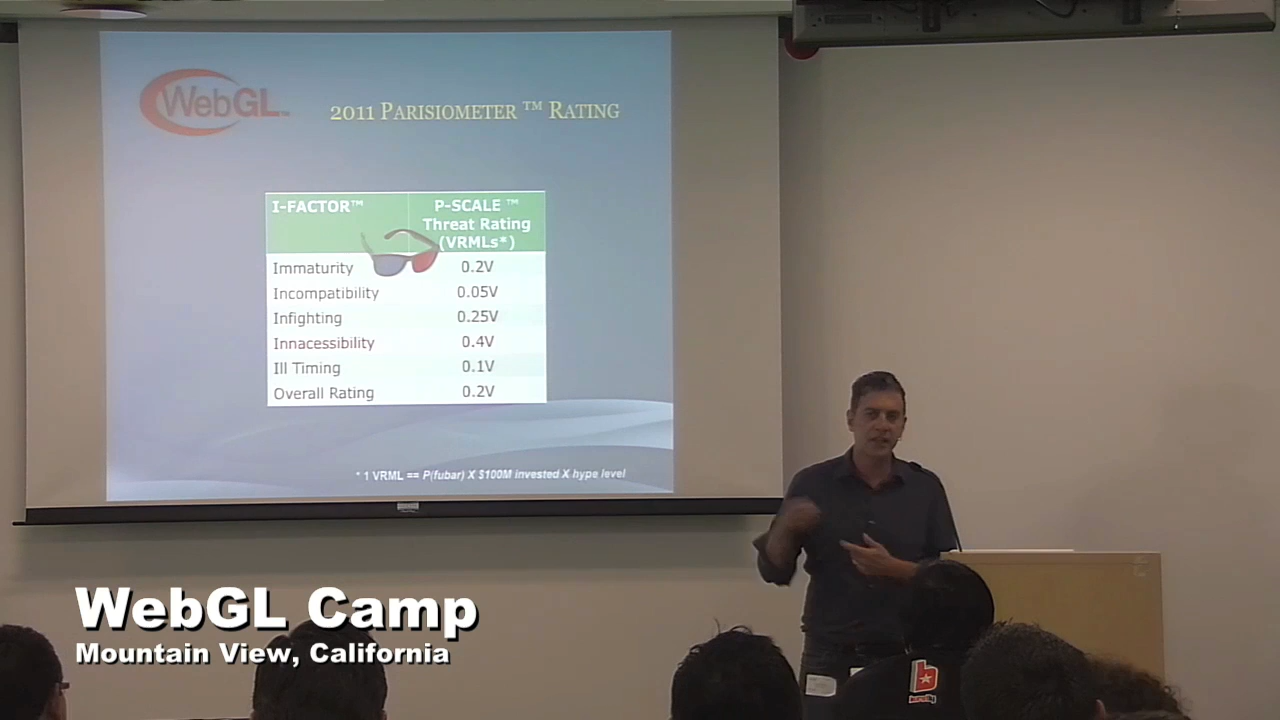 WebGL™
2011 PARISIOMETER ™ RATING
I-FACTOR™
P-SCALE ™
Threat Rating
(VRMLs*)
Immaturity 0.2V
Incompatibility 0.05V
Infighting 0.25V
Innacessibility 0.4V
Ill Timing 0.1V
Overall Rating 0.2V
* 1 VRML == P(fubar) X $100M invested X hype level
WebGL Camp
Mountain View, California
b